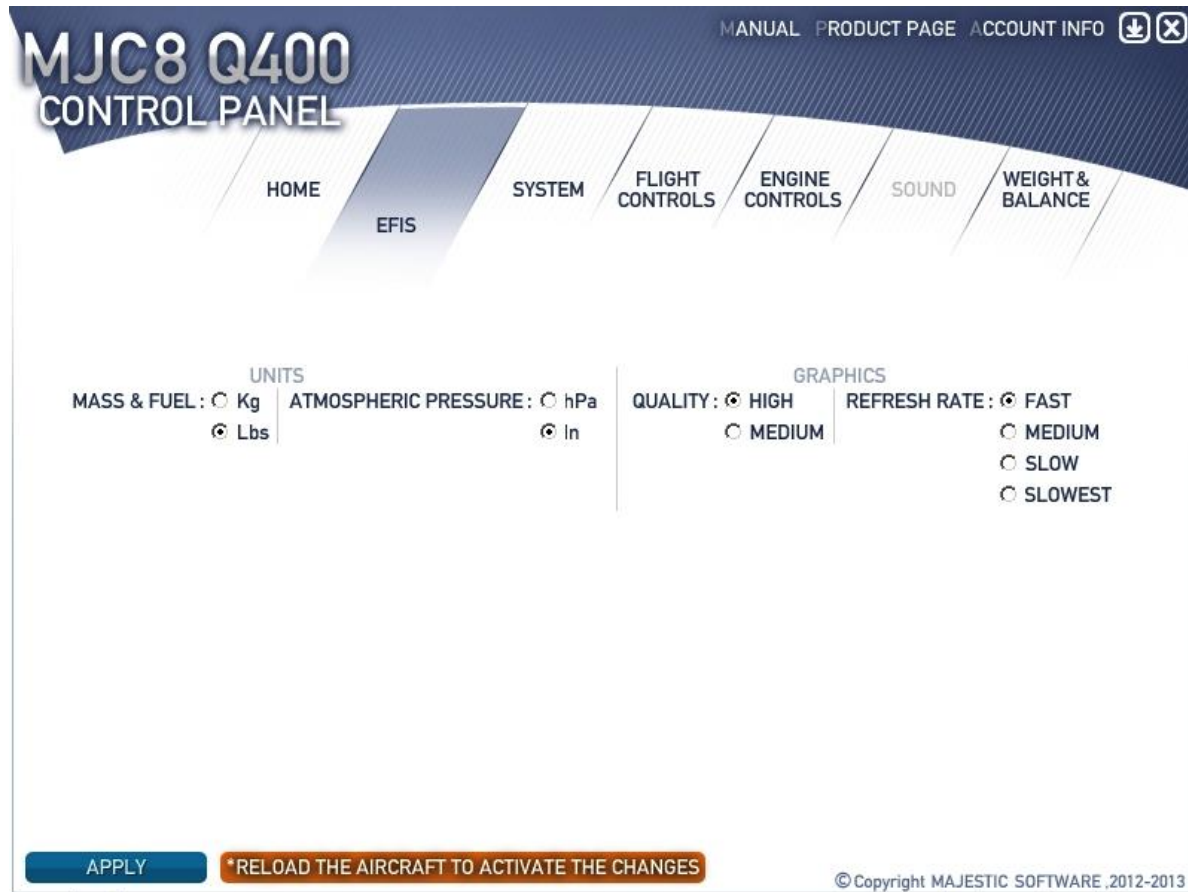 MANUAL PRODUCT PAGE ACCOUNT INFO
MJC8 Q400
CONTROL PANEL
HOME
EFIS
SYSTEM
FLIGHT
CONTROLS
ENGINE
CONTROLS
SOUND
WEIGHT &
BALANCE
UNITS
MASS & FUEL : Kg
Lbs
ATMOSPHERIC PRESSURE : hPa
In
GRAPHICS
QUALITY : HIGH
MEDIUM
REFRESH RATE : FAST
MEDIUM
SLOW
SLOWEST
APPLY
*RELOAD THE AIRCRAFT TO ACTIVATE THE CHANGES
© Copyright MAJESTIC SOFTWARE ,2012-2013